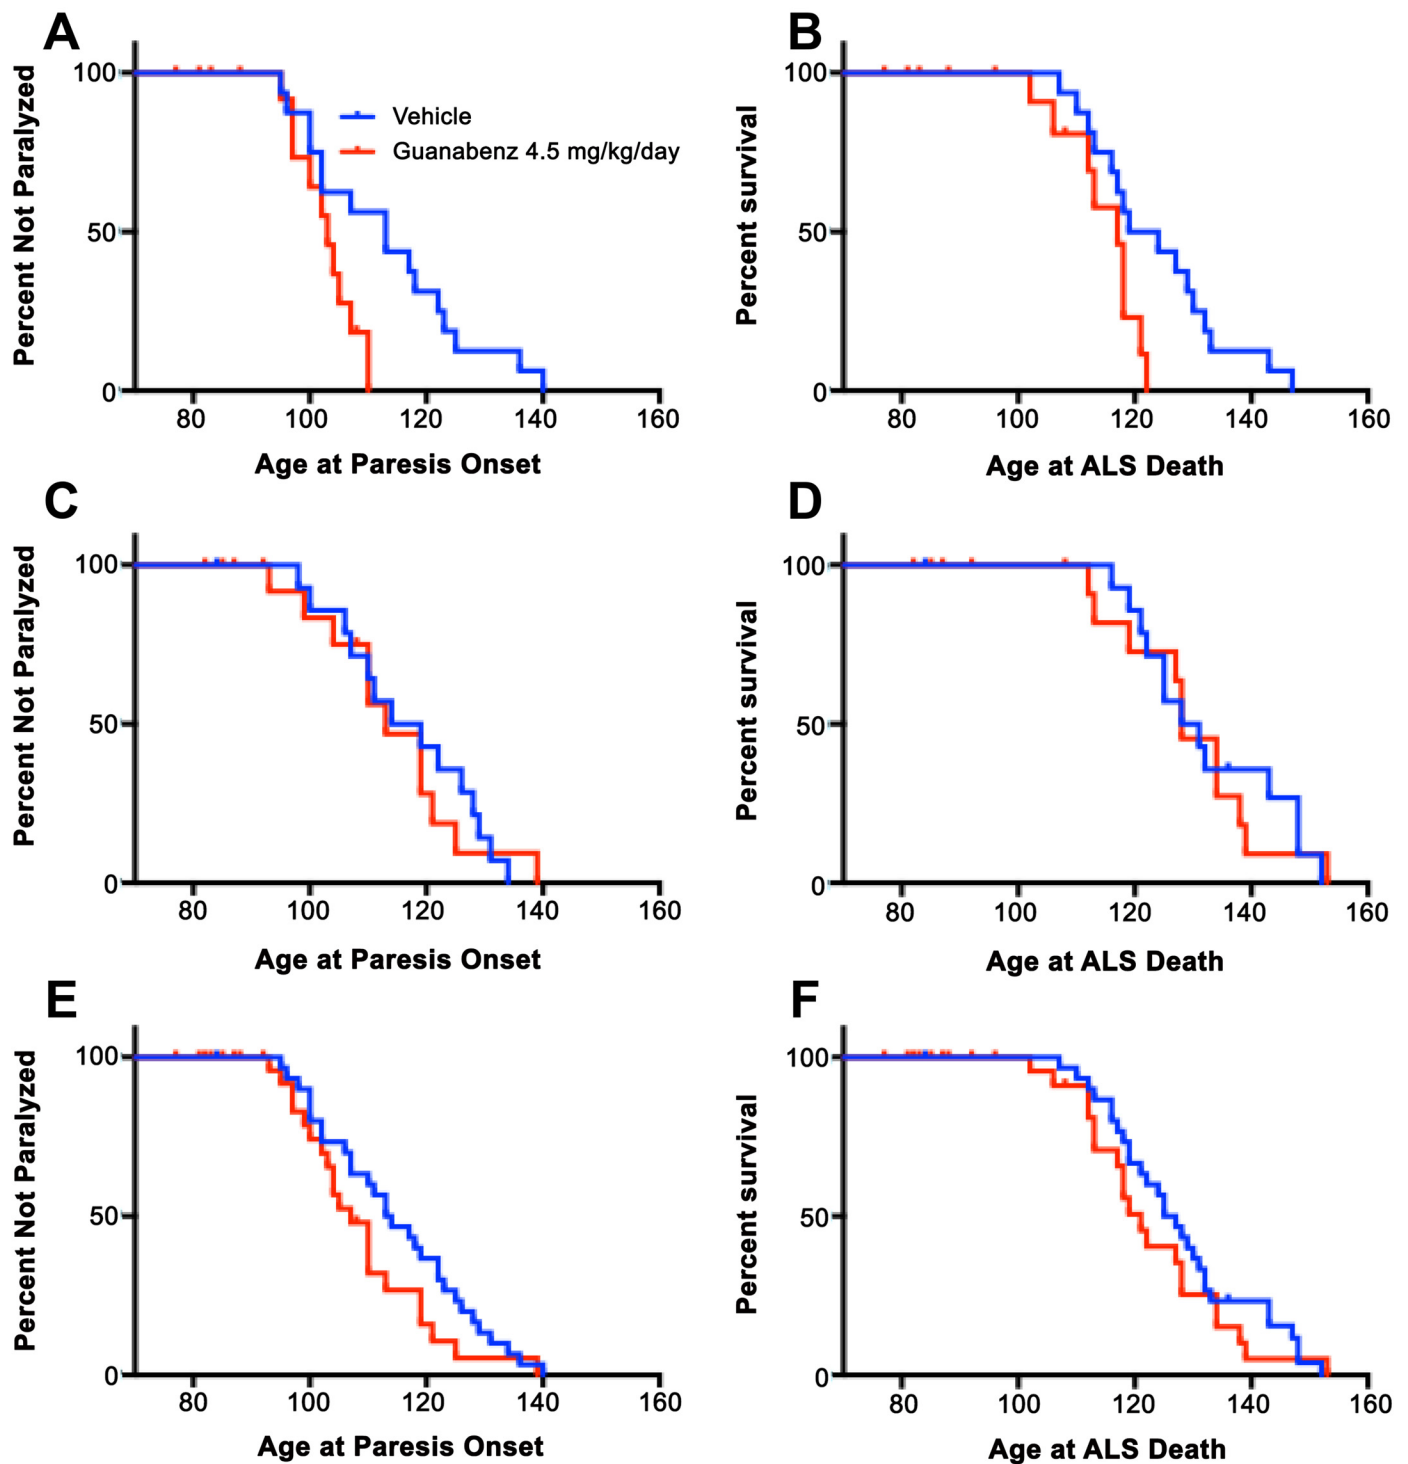 A
B
Percent Not Paralyzed
100
50
0
Vehicle
Guanabenz 4.5 mg/kg/day
80 100 120 140 160
Age at Paresis Onset
Percent survival
100
50
0
80 100 120 140 160
Age at ALS Death
C
D
Percent Not Paralyzed
100
50
0
80 100 120 140 160
Age at Paresis Onset
Percent survival
100
50
0
80 100 120 140 160
Age at ALS Death
E
F
Percent Not Paralyzed
100
50
0
80 100 120 140 160
Age at Paresis Onset
Percent survival
100
50
0
80 100 120 140 160
Age at ALS Death